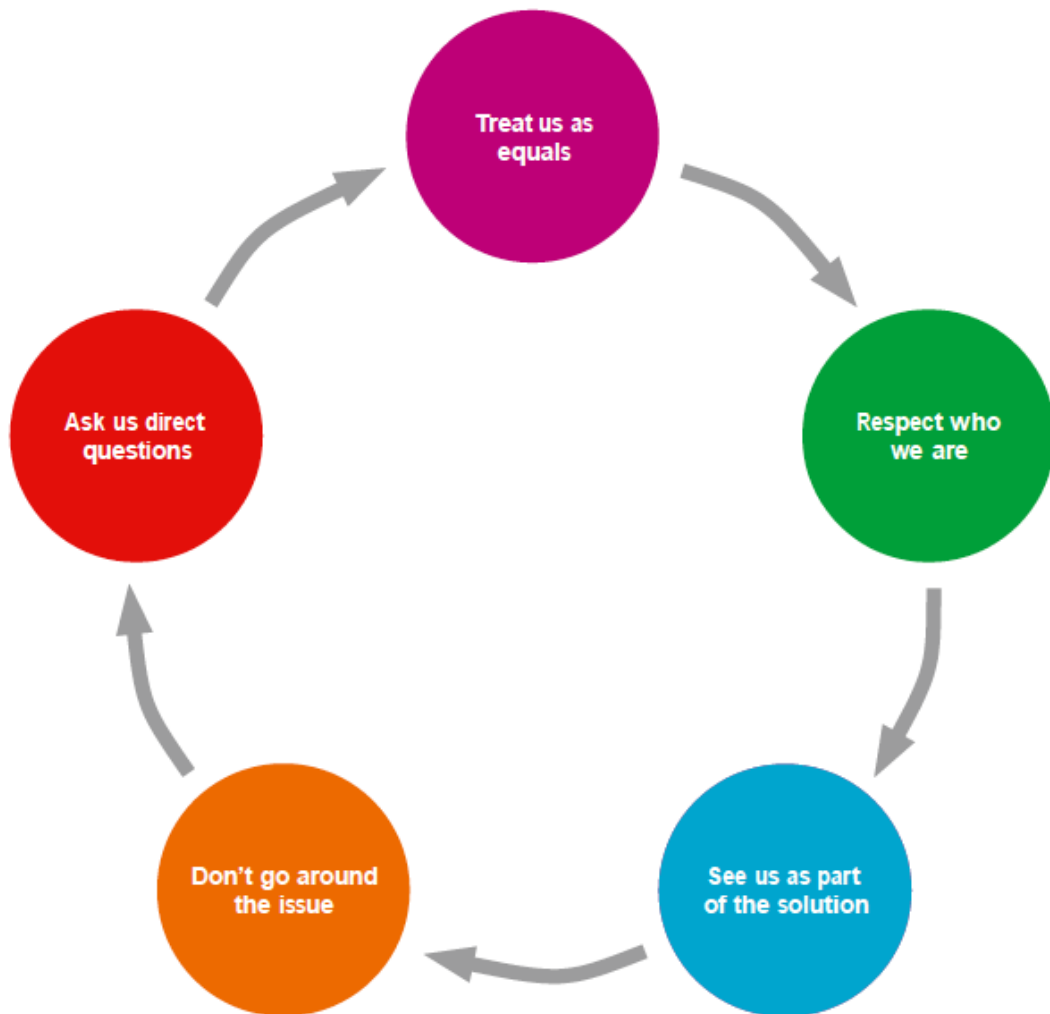 Treat us as
equals
Respect who
we are
See us as part
of the solution
Don’t go around
the issue
Ask us direct
questions